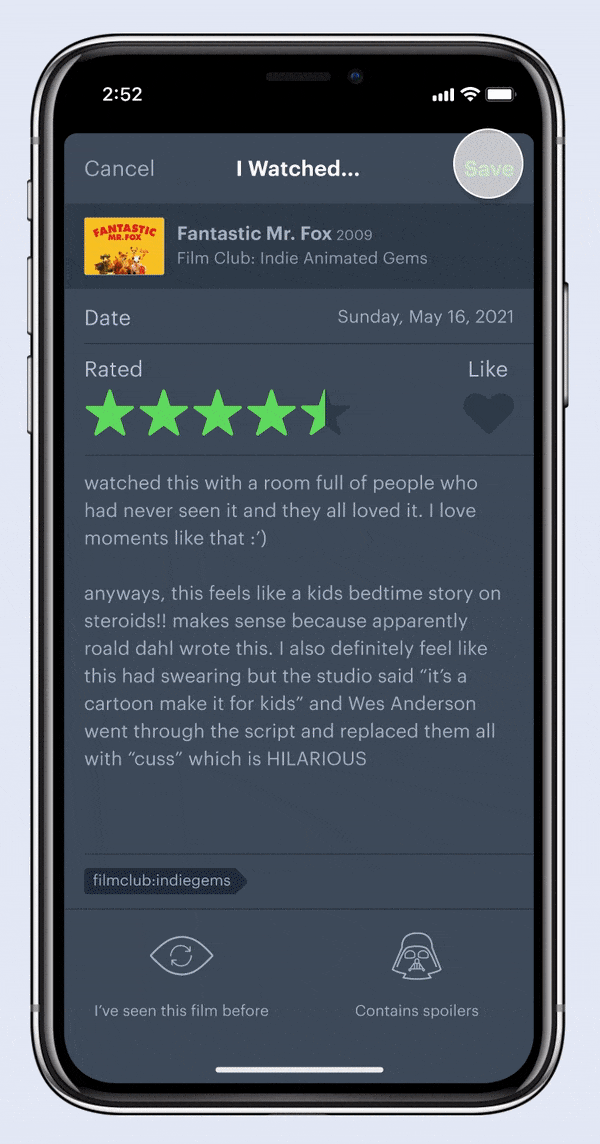 2:52
Cancel
I Watched...
Save
FANTASTIC
MR. FOX
Fantastic Mr. Fox 2009
Film Club: Indie Animated Gems
Date
Sunday, May 16, 2021
Rated
Like
watched this with a room full of people who
had never seen it and they all loved it. I love
moments like that :’)
anyways, this feels like a kids bedtime story on
steroids!! makes sense because apparently
roald dahl wrote this. I also definitely feel like
this had swearing but the studio said “it’s a
cartoon make it for kids” and Wes Anderson
went through the script and replaced them all
with “cuss” which is HILARIOUS
filmclub:indiegems
I’ve seen this film before
Contains spoilers